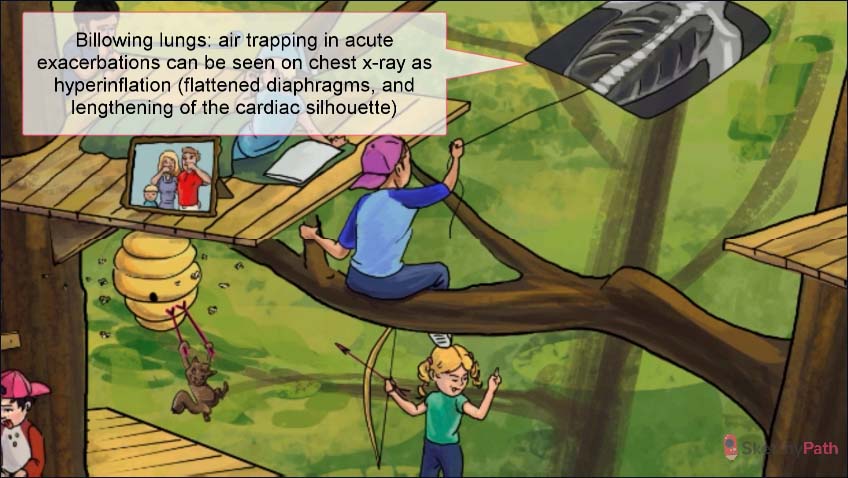 Billowing lungs: air trapping in acute
exacerbations can be seen on chest x-ray as
hyperinflation (flattened diaphragms, and
lengthening of the cardiac silhouette)
SketchyPath